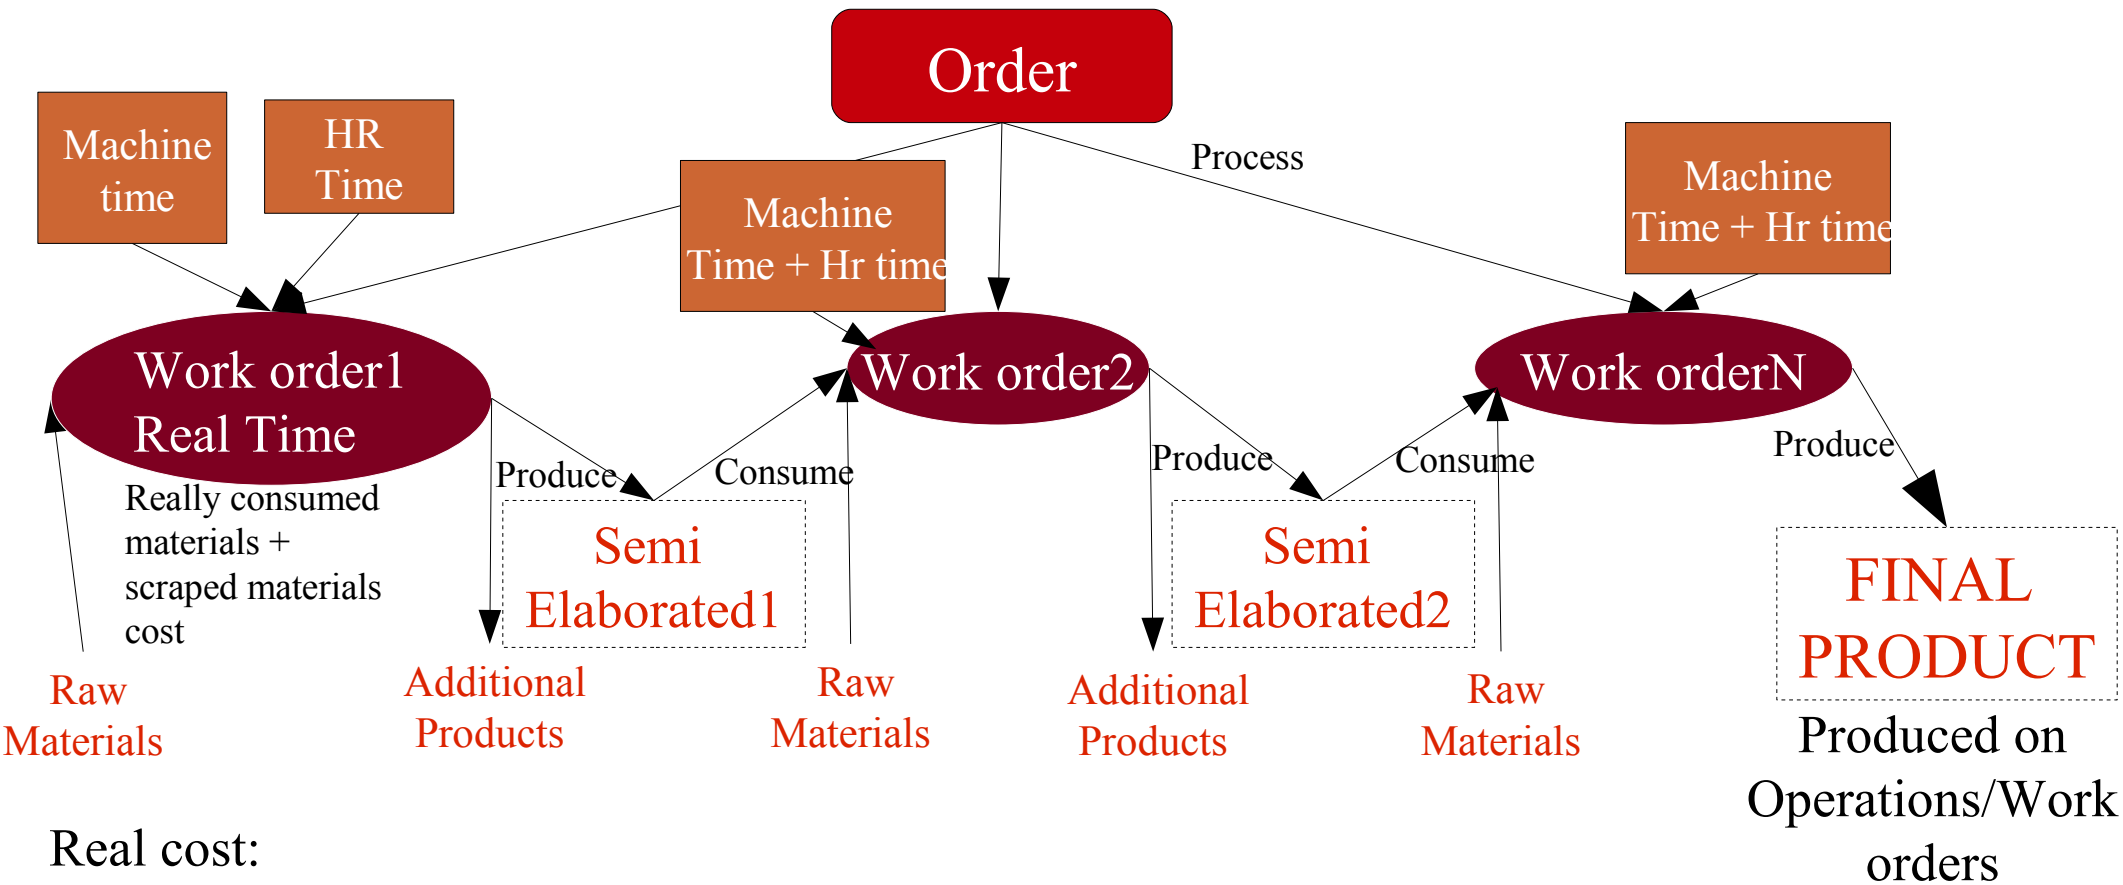 Order
Machine
time
HR
Time
Process
Machine
Time + Hr time
Machine
Time + Hr time
Work order1
Real Time
Work order2
Work orderN
Produce
Consume
Produce
Consume
Produce
Really consumed
materials +
scraped materials
cost
Semi
Elaborated1
Semi
Elaborated2
FINAL
PRODUCT
Raw
Materials
Additional
Products
Raw
Materials
Additional
Products
Raw
Materials
Produced on
Operations/Work
orders
Real cost: